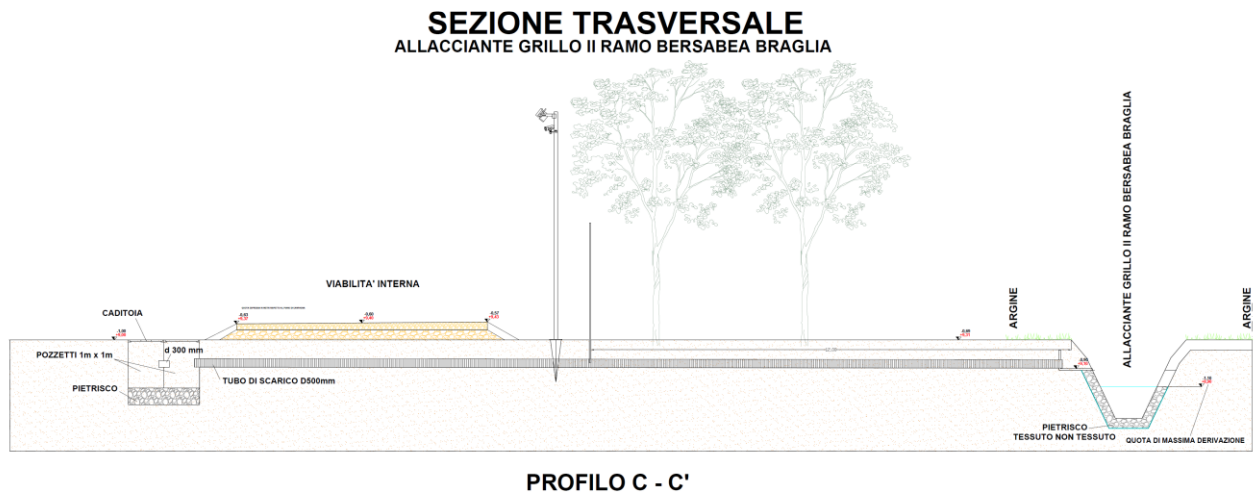 SEZIONE TRASVERSALE
ALLACCIANTE GRILLO II RAMO BERSABEA BRAGLIA
ALLACCIANTE GRILLO II RAMO BERSABEA BRAGLIA
VIABILITA' INTERNA
ARGINE
ARGINE
CADITOIA
d 300 mm
POZZETTI 1m x 1m
TUBO DI SCARICO D500mm
PIETRISCO
PIETRISCO
TESSUTO NON TESSUTO
QUOTA DI MASSIMA DERIVAZIONE
PROFILO C - C'